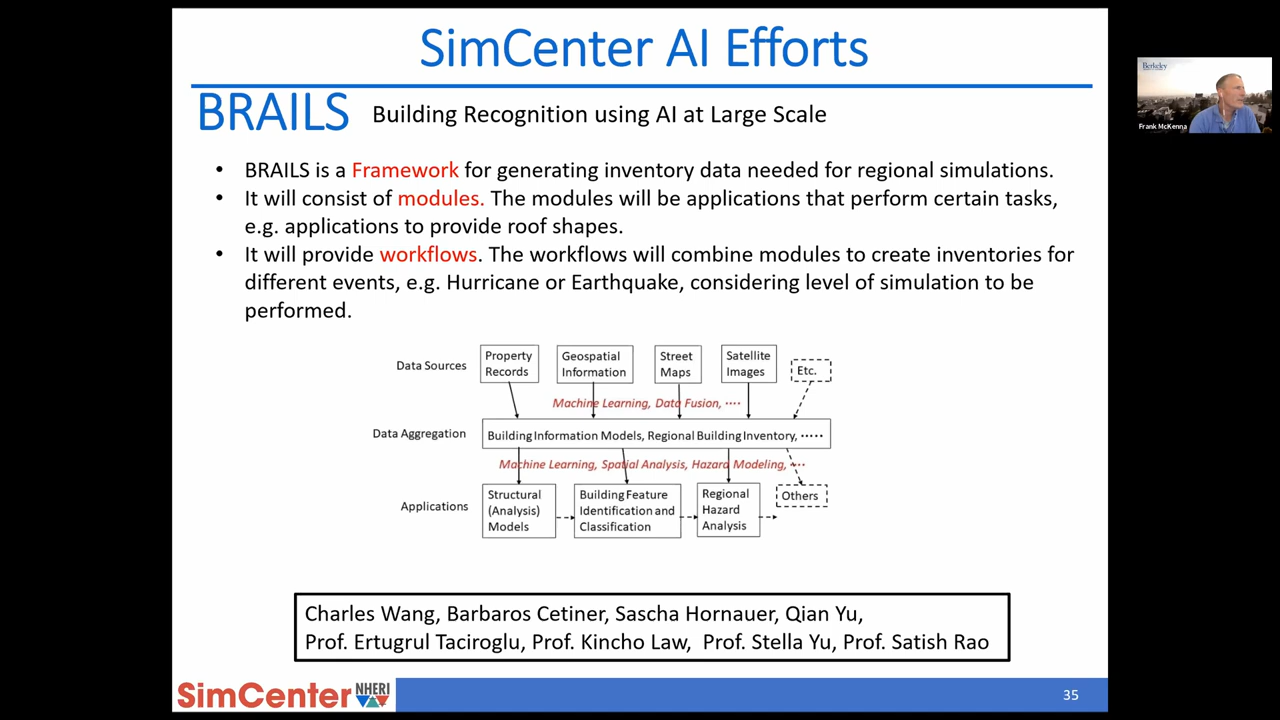 SimCenter AI Efforts
BRAILS Building Recognition using AI at Large Scale
• BRAILS is a Framework for generating inventory data needed for regional simulations.
• It will consist of modules. The modules will be applications that perform certain tasks,
e.g. applications to provide roof shapes.
• It will provide workflows. The workflows will combine modules to create inventories for
different events, e.g. Hurricane or Earthquake, considering level of simulation to be
performed.
Data Sources
Property
Records
Geospatial
Information
Street
Maps
Satellite
Images
Etc.
Machine Learning, Data Fusion, ····
Data Aggregation
Building Information Models, Regional Building Inventory, ·····
Machine Learning, Spatial Analysis, Hazard Modeling, ····
Applications
Structural
(Analysis)
Models
Building Feature
Identification and
Classification
Regional
Hazard
Analysis
Others
Charles Wang, Barbaros Cetiner, Sascha Hornauer, Qian Yu,
Prof. Ertugrul Taciroglu, Prof. Kincho Law, Prof. Stella Yu, Prof. Satish Rao
SimCenter NHERI
35
Berkeley
Frank McKenna